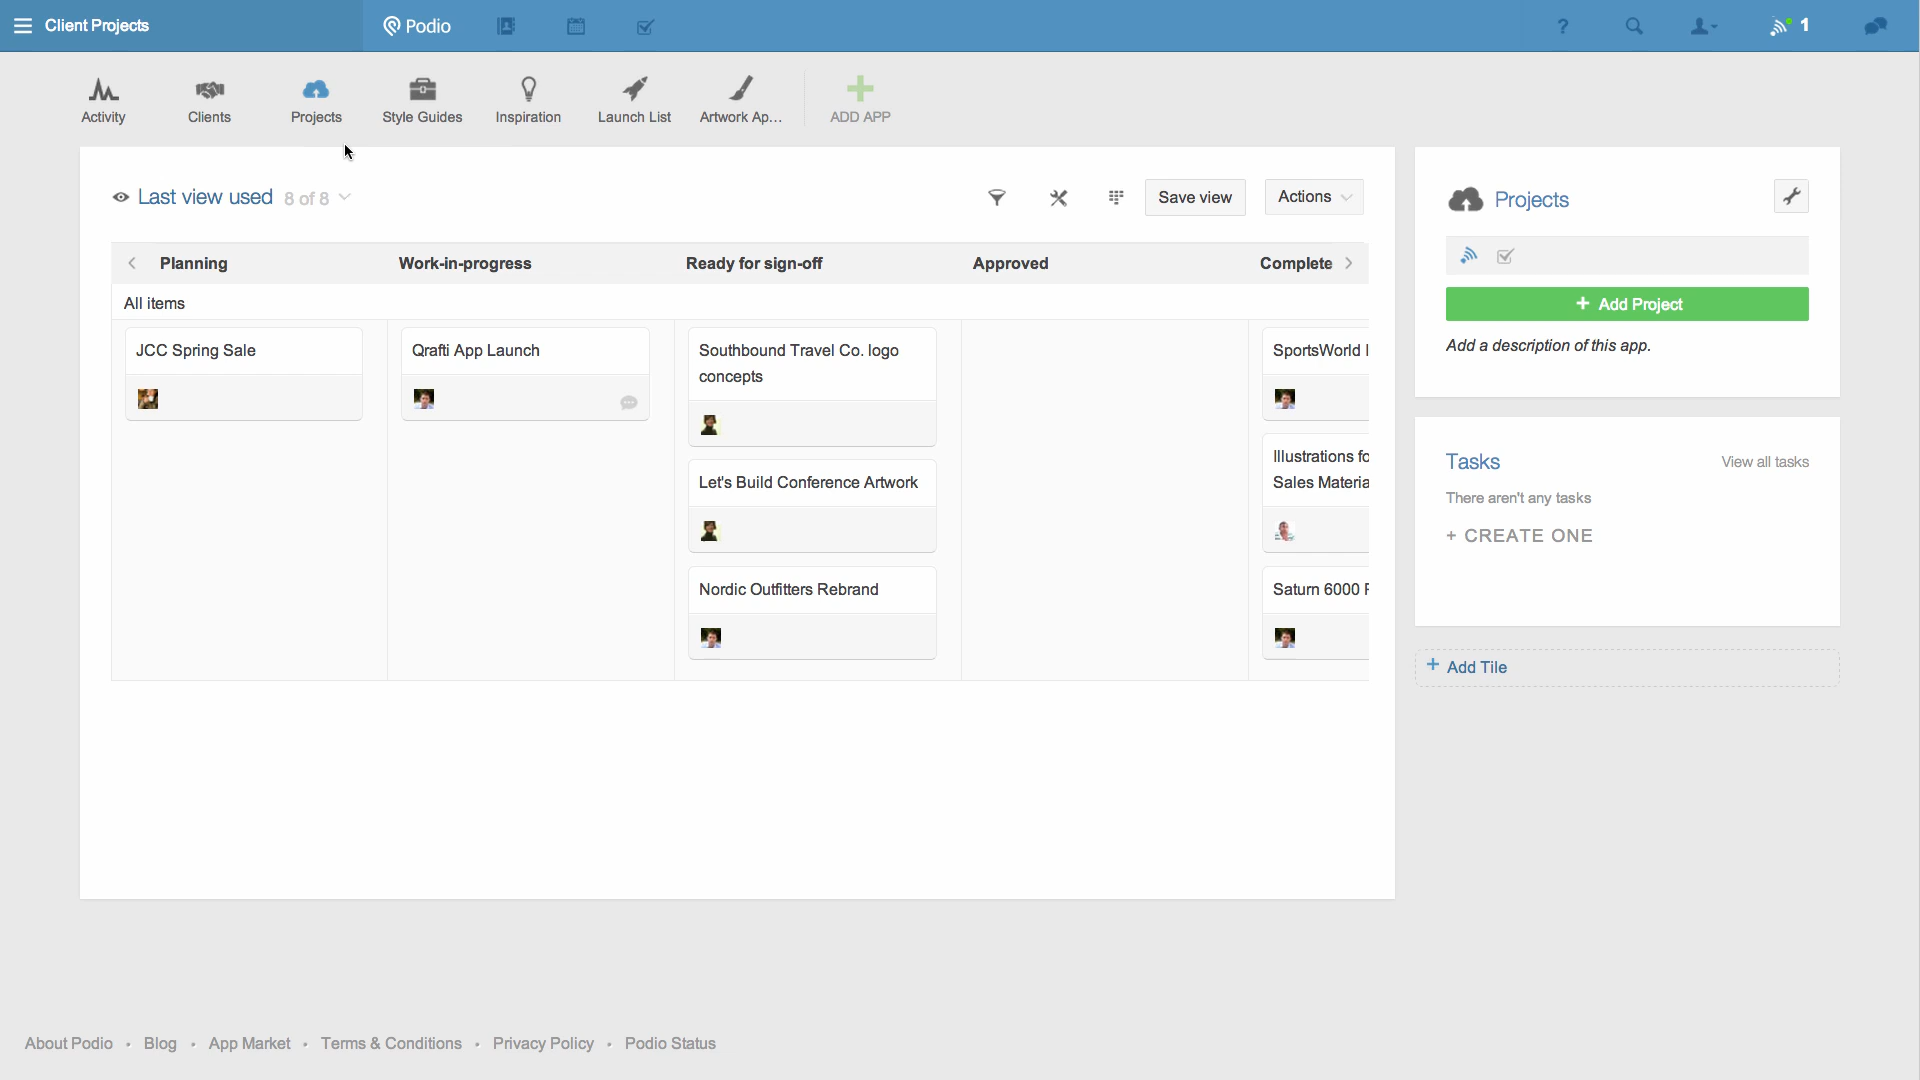 Client Projects
Podio
? 1
Activity
Clients
Projects
Style Guides
Inspiration
Launch List
Artwork Ap...
ADD APP
Last view used 8 of 8
Save view
Actions
Planning
Work-in-progress
Ready for sign-off
Approved
Complete
All items
JCC Spring Sale
Qrafti App Launch
Southbound Travel Co. logo
concepts
Let's Build Conference Artwork
Nordic Outfitters Rebrand
SportsWorld
Illustrations fo
Sales Materia
Saturn 6000
Projects
+ Add Project
Add a description of this app.
Tasks
View all tasks
There aren't any tasks
+ CREATE ONE
+ Add Tile
About Podio • Blog • App Market • Terms & Conditions • Privacy Policy • Podio Status